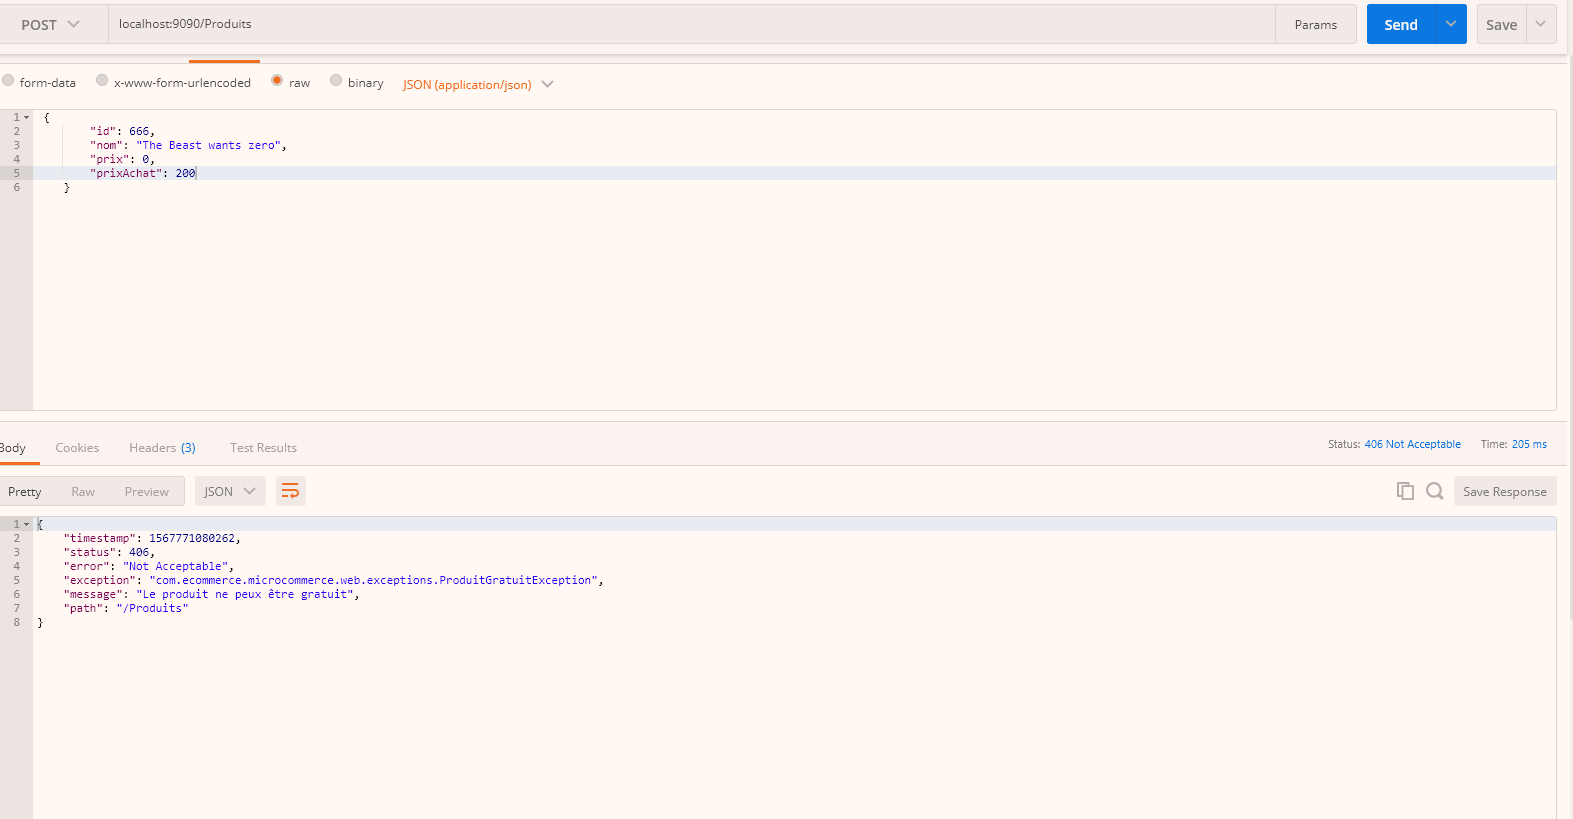 POST localhost:9090/Produits Params Send Save
form-data x-www-form-urlencoded raw binary JSON (application/json)
1 {
2 "id": 666,
3 "nom": "The Beast wants zero",
4 "prix": 0,
5 "prixAchat": 200
6 }
Body Cookies Headers (3) Test Results Status: 406 Not Acceptable Time: 205 ms
Pretty Raw Preview JSON Save Response
1 {
2 "timestamp": 1567771080262,
3 "status": 406,
4 "error": "Not Acceptable",
5 "exception": "com.ecommerce.microcommerce.web.exceptions.ProduitGratuitException",
6 "message": "Le produit ne peux être gratuit",
7 "path": "/Produits"
8 }